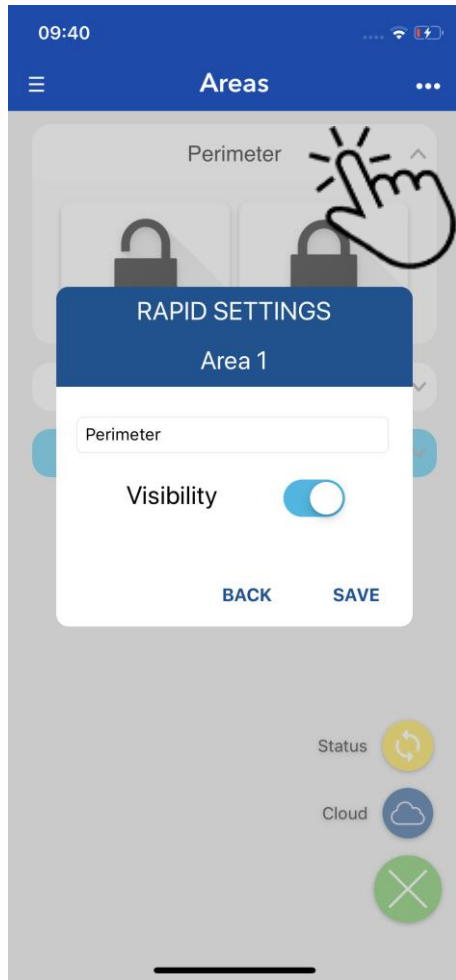 09:40
Areas
Perimeter
RAPID SETTINGS
Area 1
Perimeter
Visibility
BACK SAVE
Status
Cloud